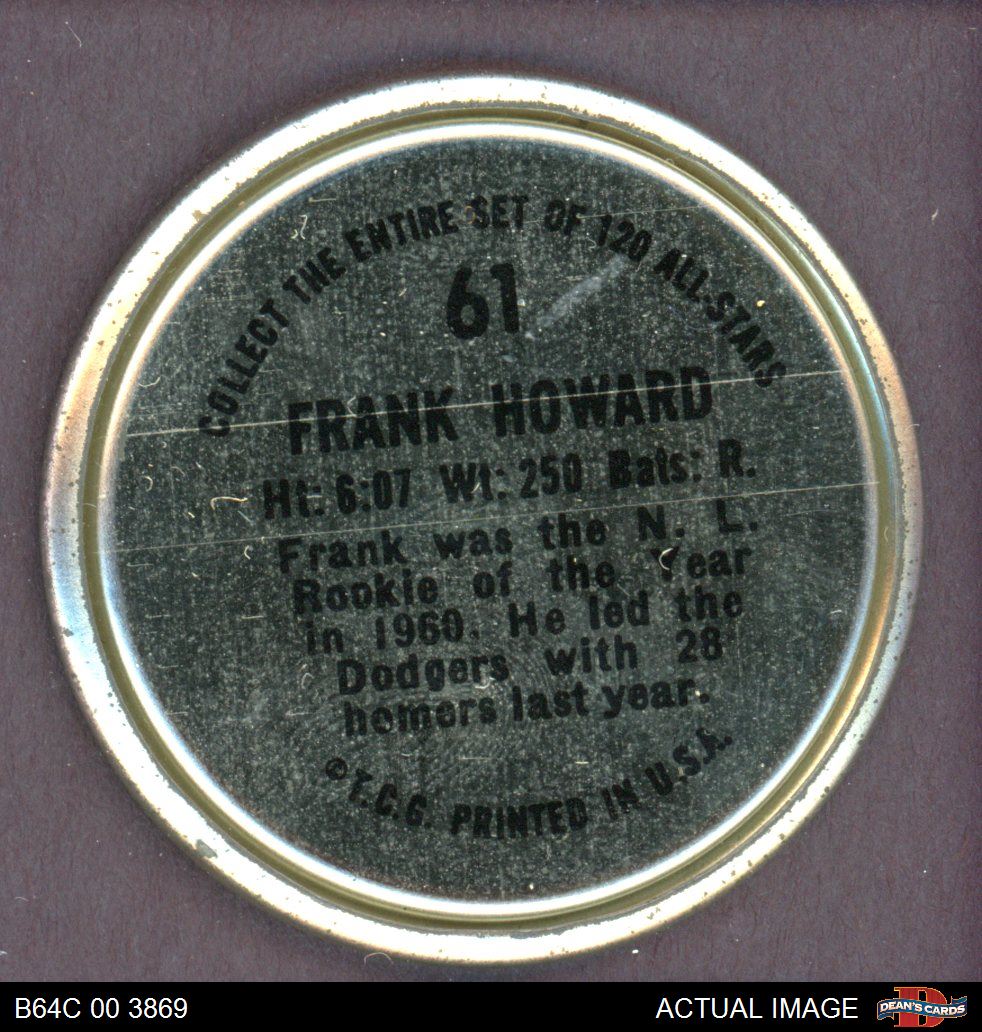 COLLECT THE ENTIRE SET OF 120 ALL-STARS
61
FRANK HOWARD
Ht: 6:07 Wt: 250 Bats: R.
Frank was the N. L.
Rookie of the Year
in 1960. He led the
Dodgers with 28
homers last year.
© T.C.G. PRINTED IN U.S.A.
B64C 00 3869
ACTUAL IMAGE
DEAN'S CARDS